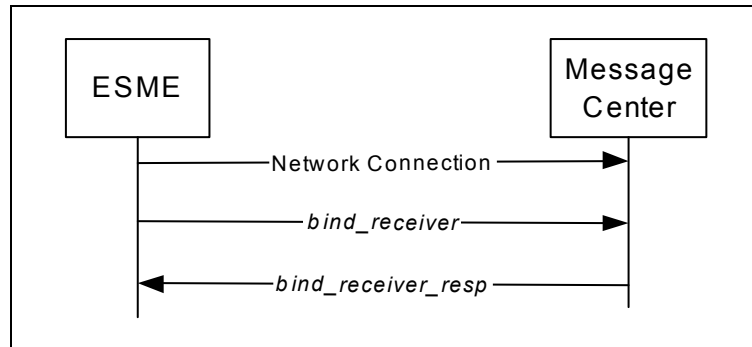 ESME
Message
Center
Network Connection
bind_receiver
bind_receiver_resp